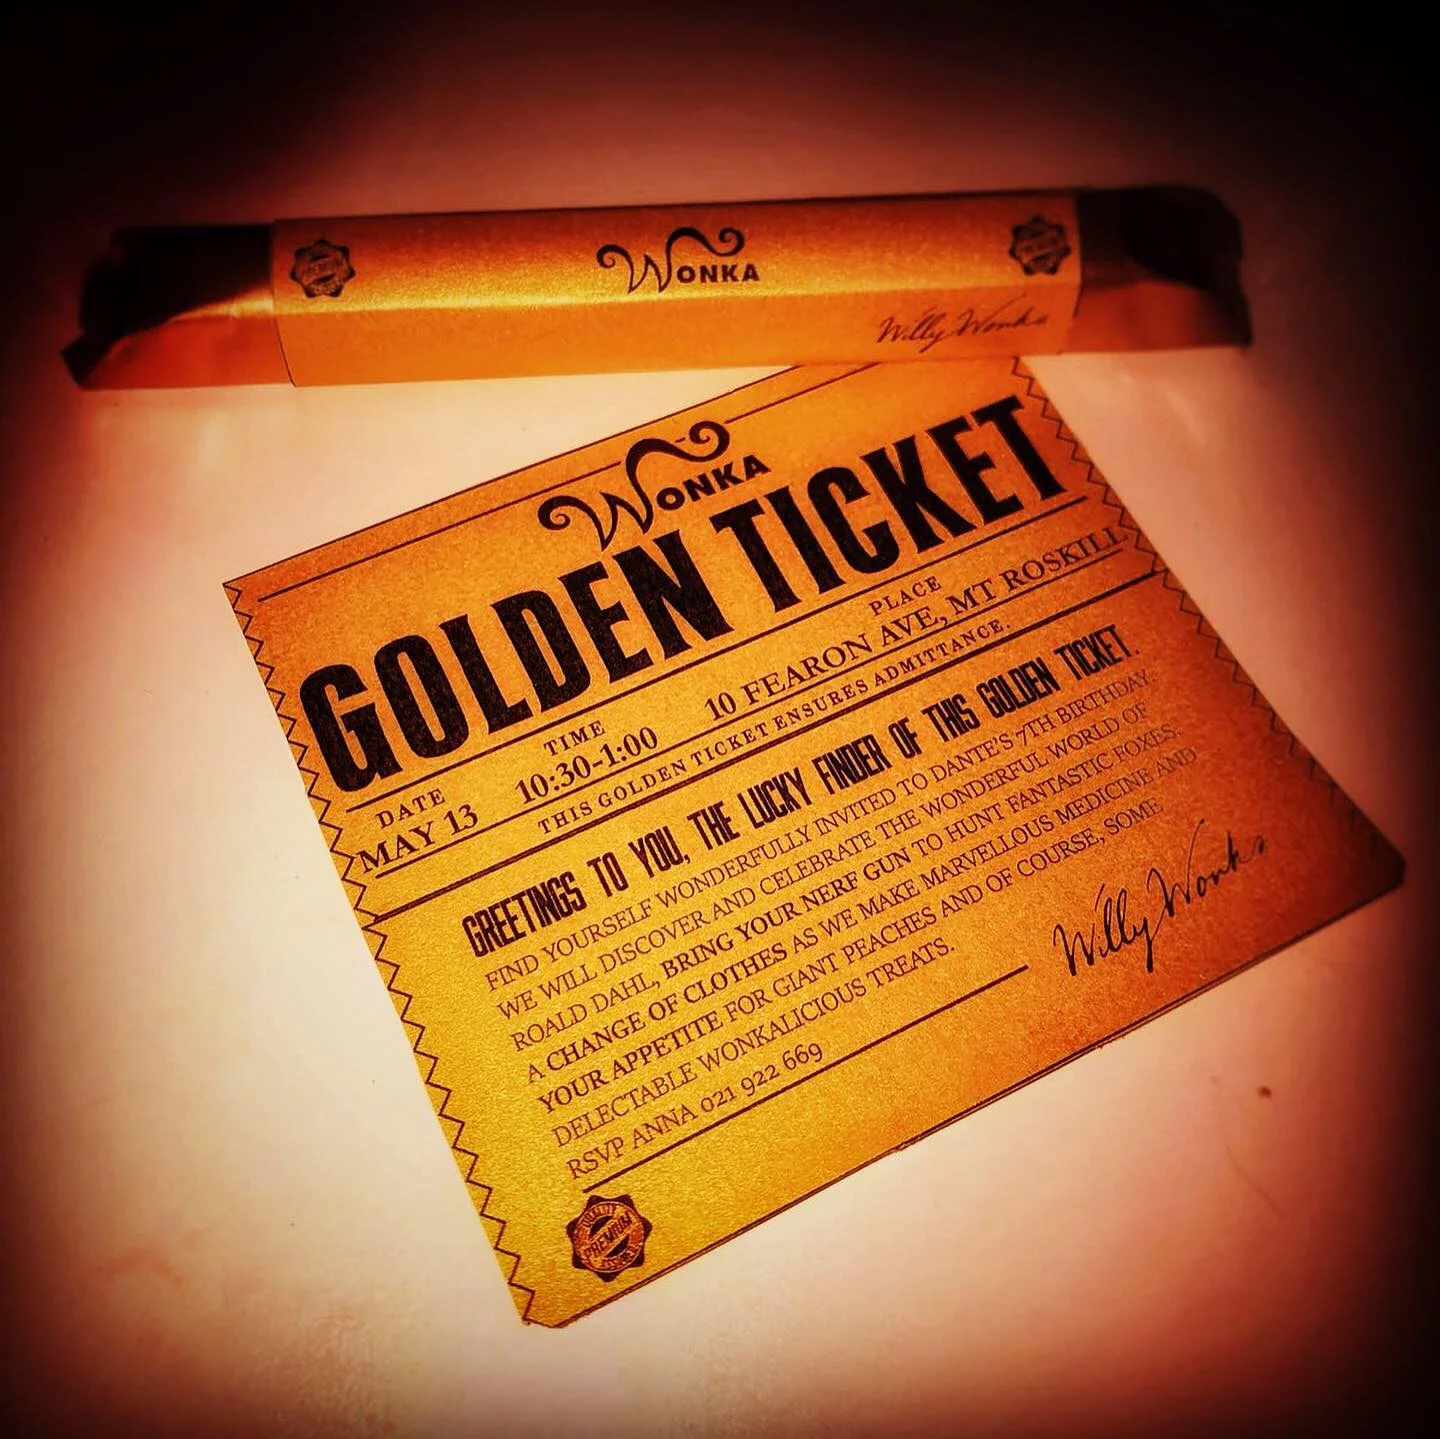 WONKA
Willy Wonka
WONKA
GOLDEN TICKET
DATE
MAY 13
TIME
10:30-1:00
PLACE
10 FEARON AVE, MT ROSKILL
THIS GOLDEN TICKET ENSURES ADMITTANCE.
GREETINGS TO YOU, THE LUCKY FINDER OF THIS GOLDEN TICKET.
FIND YOURSELF WONDERFULLY INVITED TO DANTE'S 7TH BIRTHDAY
WE WILL DISCOVER AND CELEBRATE THE WONDERFUL WORLD OF
ROALD DAHL, BRING YOUR NERF GUN TO HUNT FANTASTIC FOXES,
A CHANGE OF CLOTHES AS WE MAKE MARVELLOUS MEDICINE AND
YOUR APPETITE FOR GIANT PEACHES AND OF COURSE, SOME
DELECTABLE WONKALICIOUS TREATS.
RSVP ANNA 021 922 669
Willy Wonka
PREMIUM